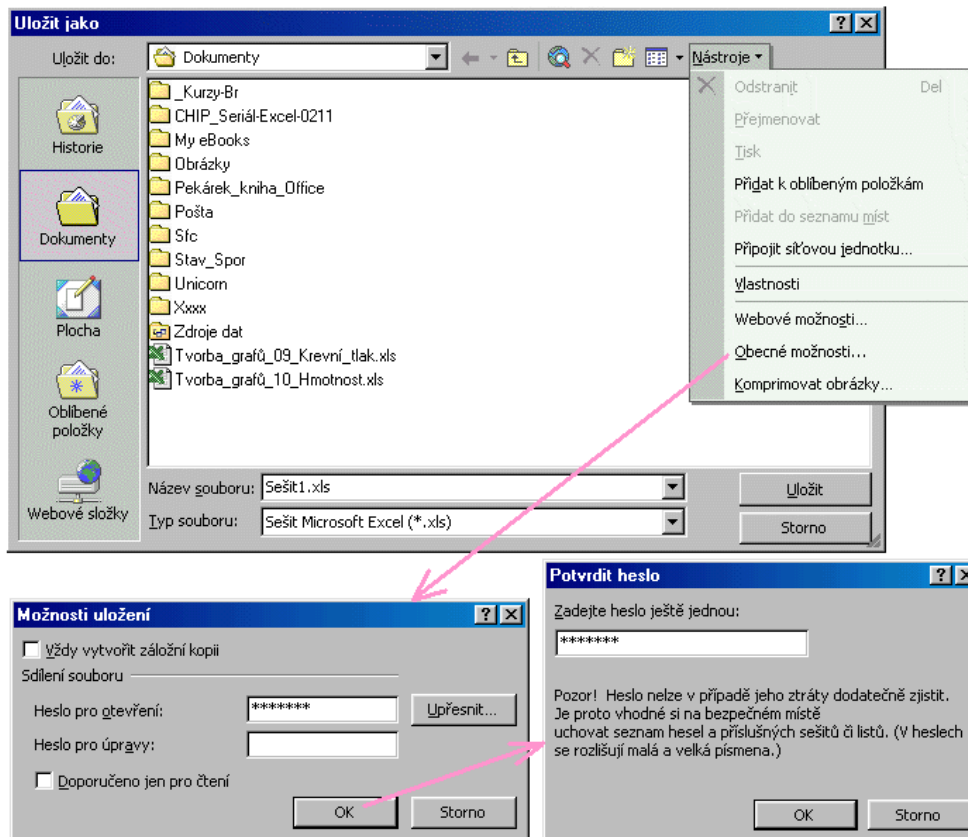 Uložit jako
Uložit do:
Dokumenty
Nástroje
Historie
Dokumenty
Plocha
Oblíbené
položky
Webové složky
_Kurzy-Br
CHIP_Seriál-Excel-0211
My eBooks
Obrázky
Pekárek_kniha_Office
Pošta
Sfc
Stav_Spor
Unicorn
Xxxx
Zdroje dat
Tvorba_grafů_09_Krevní_tlak.xls
Tvorba_grafů_10_Hmotnost.xls
Odstranit Del
Přejmenovat
Tisk
Přidat k oblíbeným položkám
Přidat do seznamu míst
Připojit síťovou jednotku...
Vlastnosti
Webové možnosti...
Obecné možnosti...
Komprimovat obrázky...
Název souboru: Sešit1.xls
Uložit
Typ souboru: Sešit Microsoft Excel (*.xls)
Storno
Možnosti uložení
Vždy vytvořit záložní kopii
Sdílení souboru
Heslo pro otevření: *******
Upřesnit...
Heslo pro úpravy:
Doporučeno jen pro čtení
OK Storno
Potvrdit heslo
Zadejte heslo ještě jednou:
*******
Pozor! Heslo nelze v případě jeho ztráty dodatečně zjistit.
Je proto vhodné si na bezpečném místě
uchovat seznam hesel a příslušných sešitů či listů. (V heslech
se rozlišují malá a velká písmena.)
OK Storno